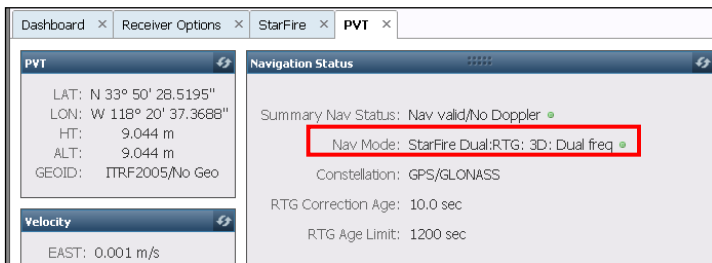 Dashboard × Receiver Options × StarFire × PVT ×
PVT
LAT: N 33° 50' 28.5195"
LON: W 118° 20' 37.3688"
HT: 9.044 m
ALT: 9.044 m
GEOID: ITRF2005/No Geo
Velocity
EAST: 0.001 m/s
Navigation Status
Summary Nav Status: Nav valid/No Doppler
Nav Mode: StarFire Dual:RTG: 3D: Dual freq
Constellation: GPS/GLONASS
RTG Correction Age: 10.0 sec
RTG Age Limit: 1200 sec